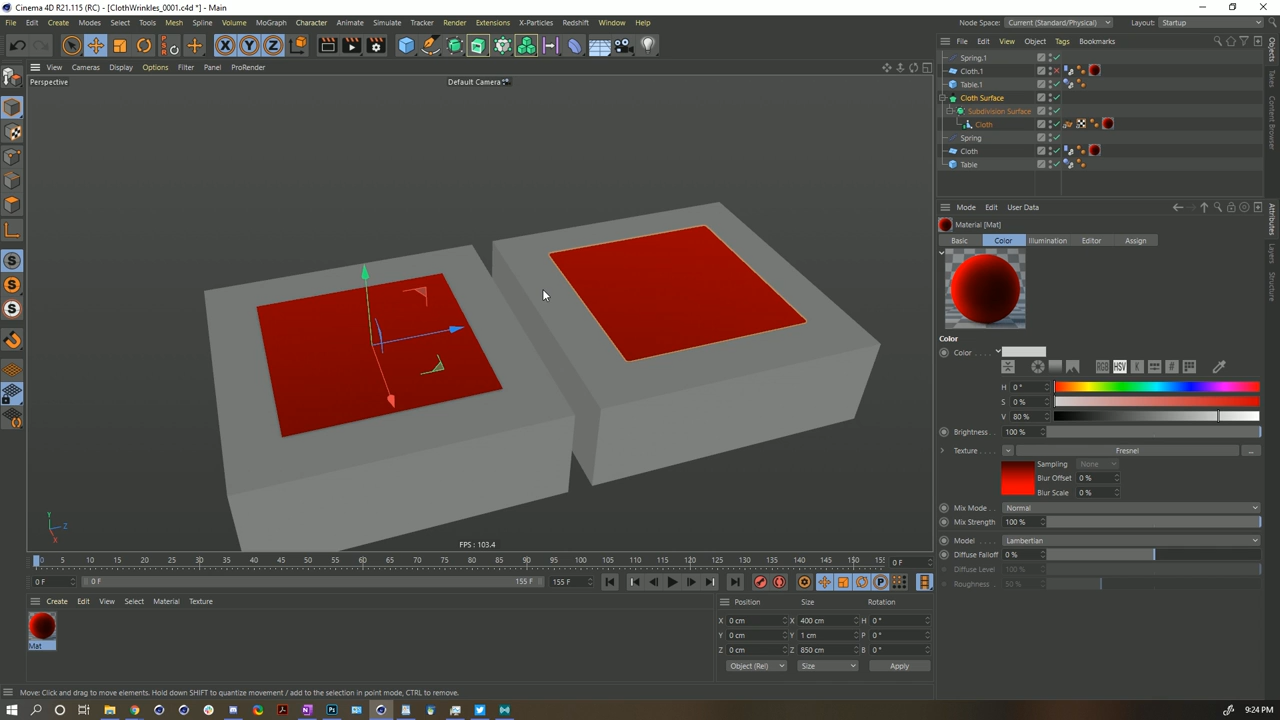 Cinema 4D R21.115 (RC) - [ClothWrinkles_0001.c4d *] - Main
File Edit Create Modes Select Tools Spline Volume MoGraph Character Animate Simulate Tracker Render Extensions X-Particles Redshift Window Help
Node Space: Current (Standard/Physical) Layout: Startup
X Y Z
File Edit View Object Tags Bookmarks
View Cameras Display Options Filter Panel ProRender
Perspective
Default Camera
Spring.1
Cloth.1
Table.1
Cloth Surface
Subdivision Surface
Cloth
Spring
Cloth
Table
Objects
Takes
Content Browser
Attributes
Layers
Structure
Mode Edit User Data
Material [Mat]
Basic Color Illumination Editor Assign
Color
Color . . . .
RGB HSV K
H 0 °
S 0 %
V 80 %
Brightness . . 100 %
Texture . . . . Fresnel ...
Sampling None
Blur Offset 0 %
Blur Scale 0 %
Mix Mode . Normal
Mix Strength 100 %
Model . . . . Lambertian
Diffuse Falloff 0 %
Diffuse Level 100 %
Roughness . 50 %
Y
Z
X
FPS : 103.4
0 5 10 15 20 25 30 35 40 45 50 55 60 65 70 75 80 85 90 95 100 105 110 115 120 125 130 135 140 145 150 0 F
0 F 0 F 155 F 155 F
Create Edit View Select Material Texture
Mat
Position Size Rotation
X 0 cm X 400 cm H 0 °
Y 0 cm Y 1 cm P 0 °
Z 0 cm Z 850 cm B 0 °
Object (Rel) Size Apply
Move: Click and drag to move elements. Hold down SHIFT to quantize movement / add to the selection in point mode, CTRL to remove.
9:24 PM